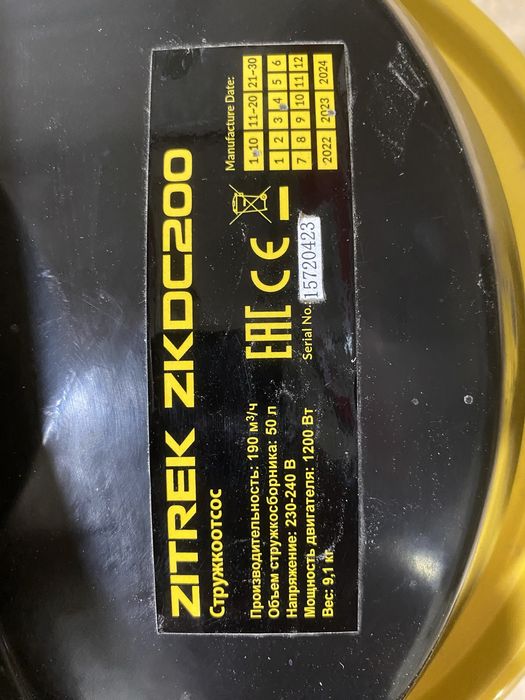 ZITREK ZKDC200
Стружкоотсос
Производительность: 190 м³/ч
Объем стружкосборника: 50 л
Напряжение: 230-240 В
Мощность двигателя: 1200 Вт
Вес: 9,1 кг
EAC CE
Serial No.: 15720423
Manufacture Date:
1-10 11-20 21-30
1 2 3 4 5 6
7 8 9 10 11 12
2022 2023 2024